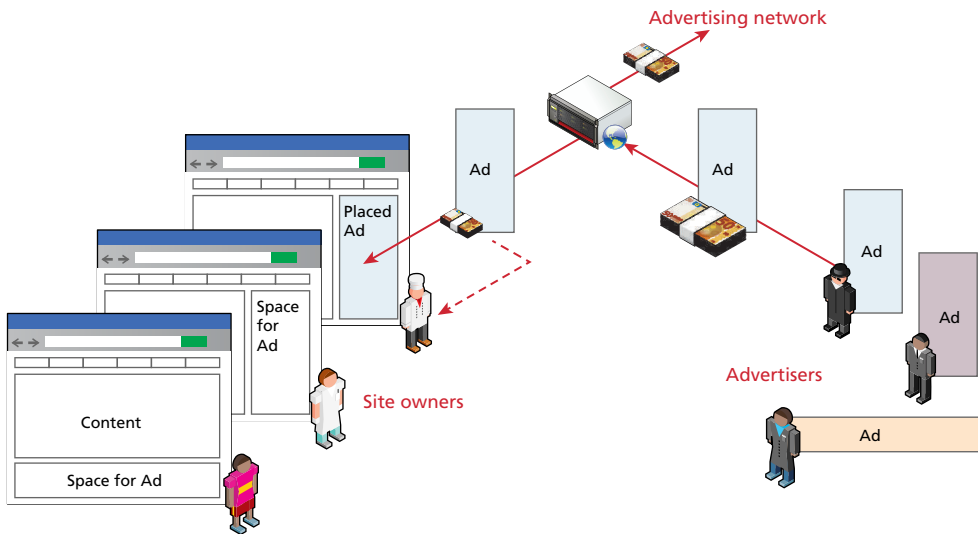 Advertising network
Ad
Ad
Placed
Ad
Ad
Space
for
Ad
Ad
Advertisers
Site owners
Content
Ad
Space for Ad